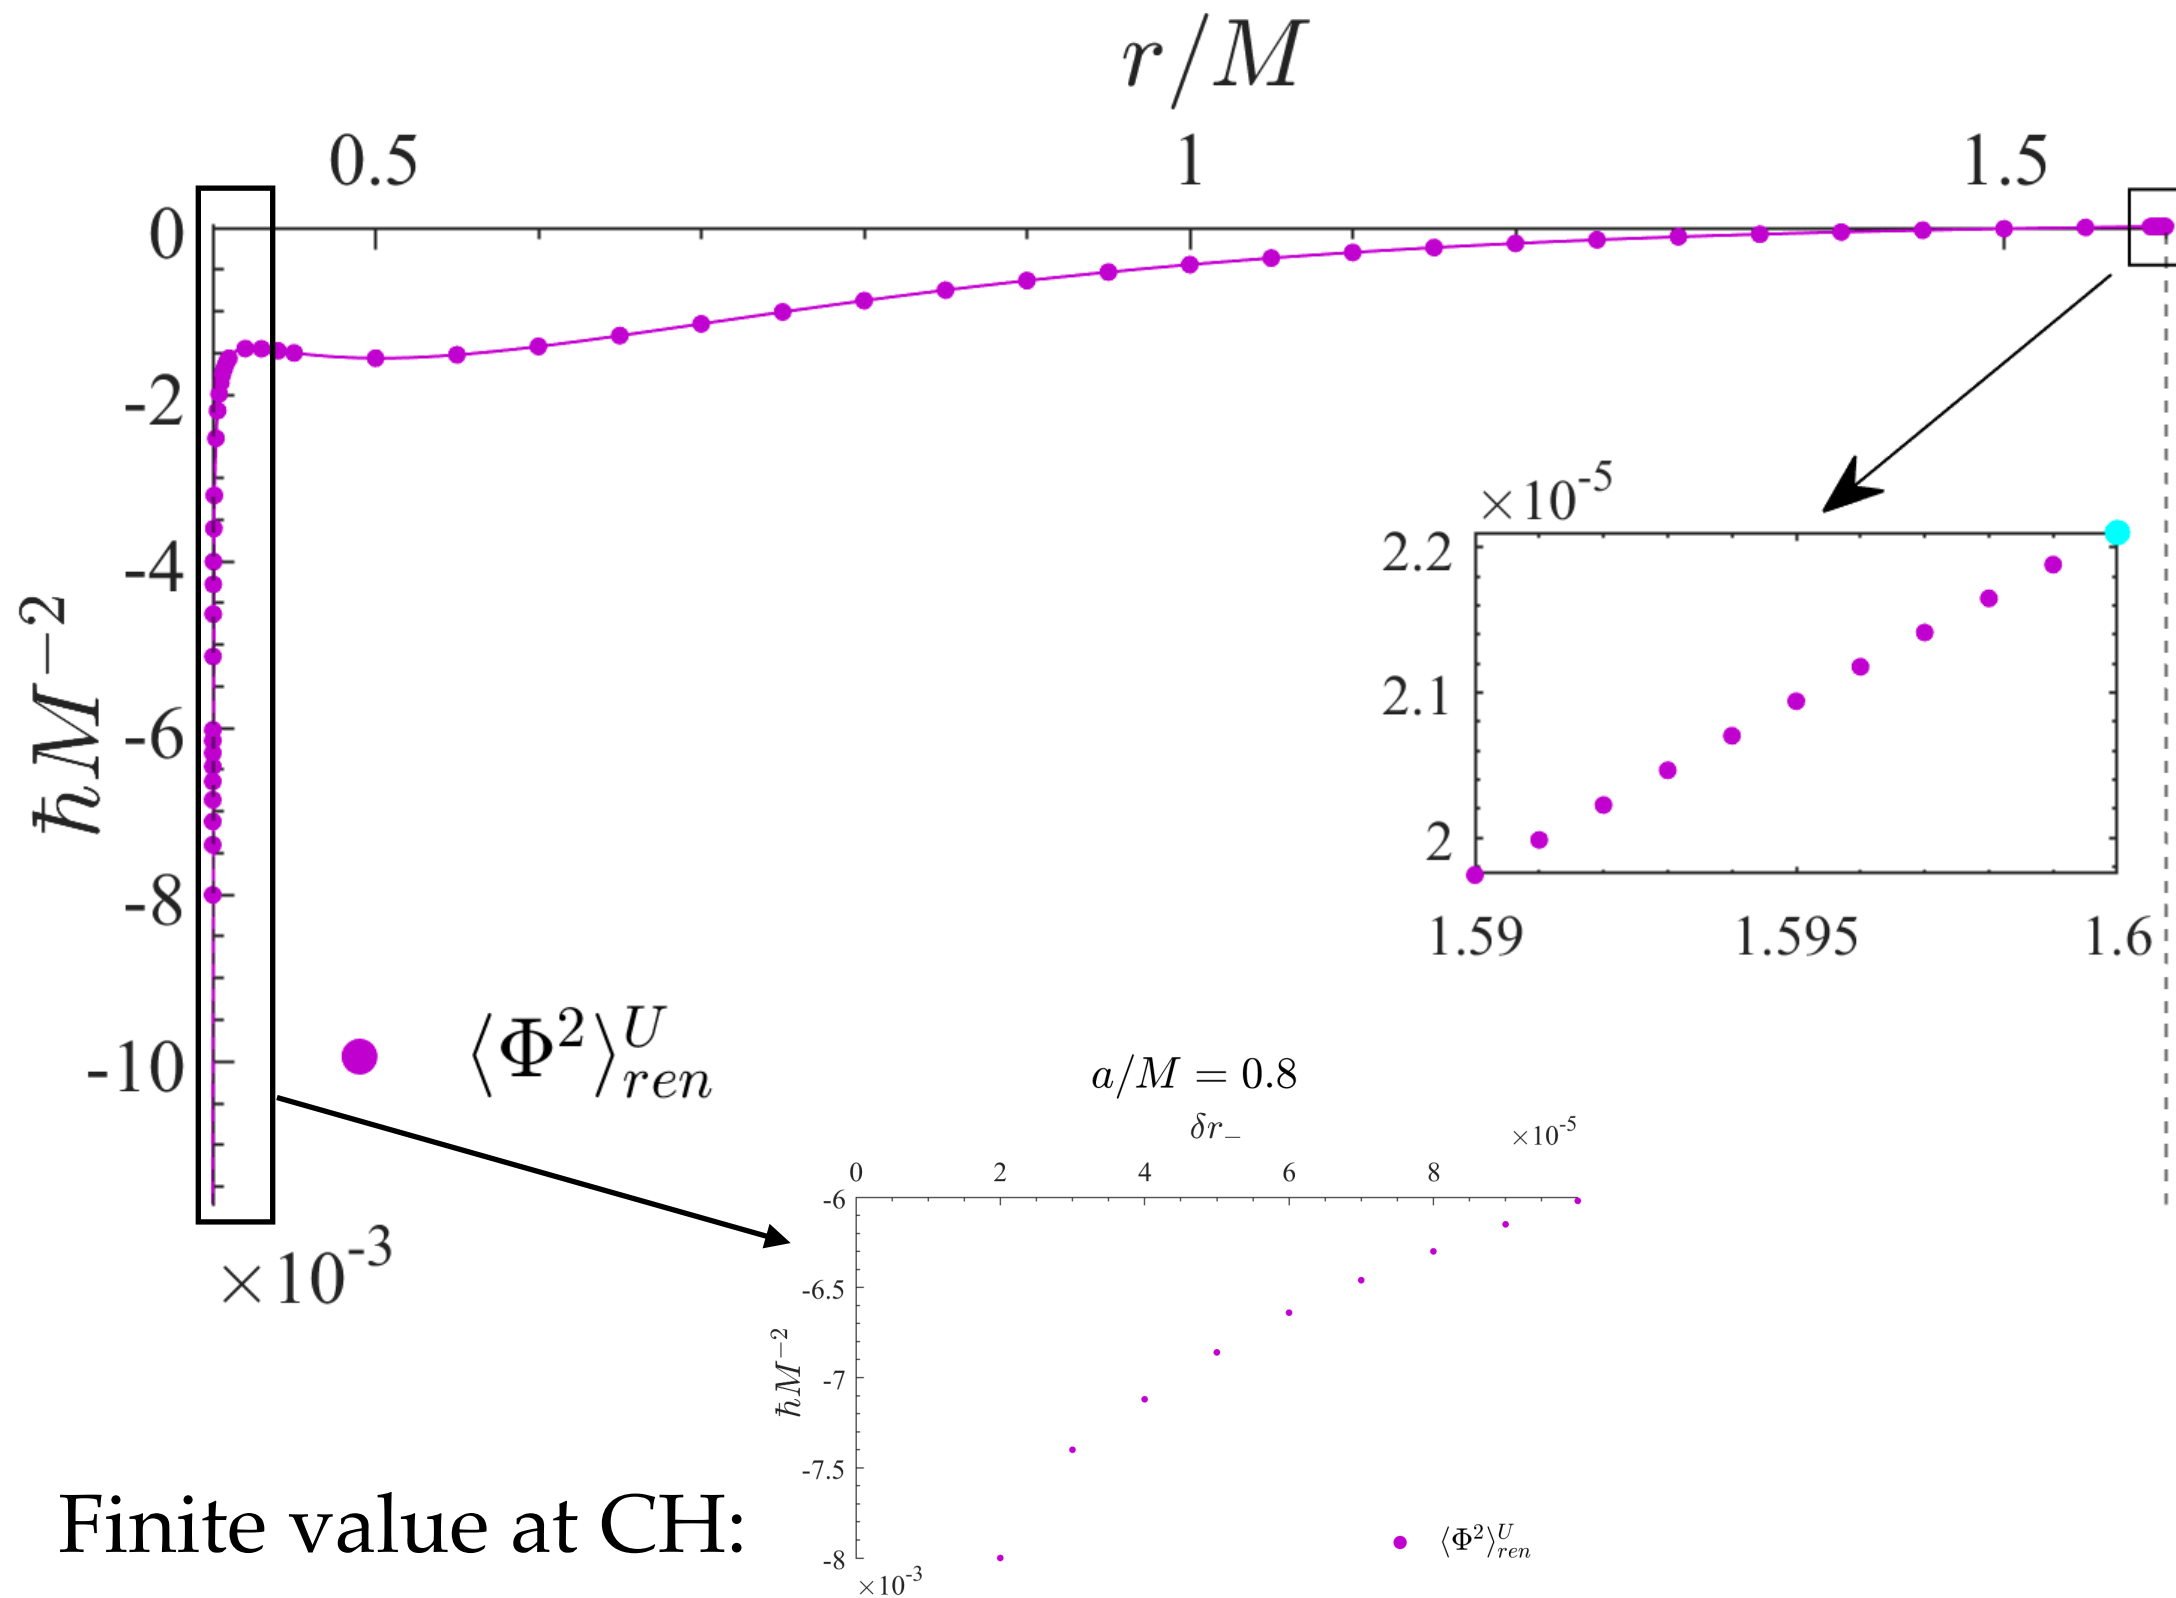 r/M
0.5 1 1.5
0
-2
-4
-6
-8
-10
ħM⁻²
×10⁻³
⟨Φ²⟩ᵁᵣₑₙ
×10⁻⁵
2.2
2.1
2
1.59 1.595 1.6
a/M = 0.8
δr₋
×10⁻⁵
0 2 4 6 8
-6
-6.5
-7
-7.5
-8
ħM⁻²
×10⁻³
⟨Φ²⟩ᵁᵣₑₙ
Finite value at CH: